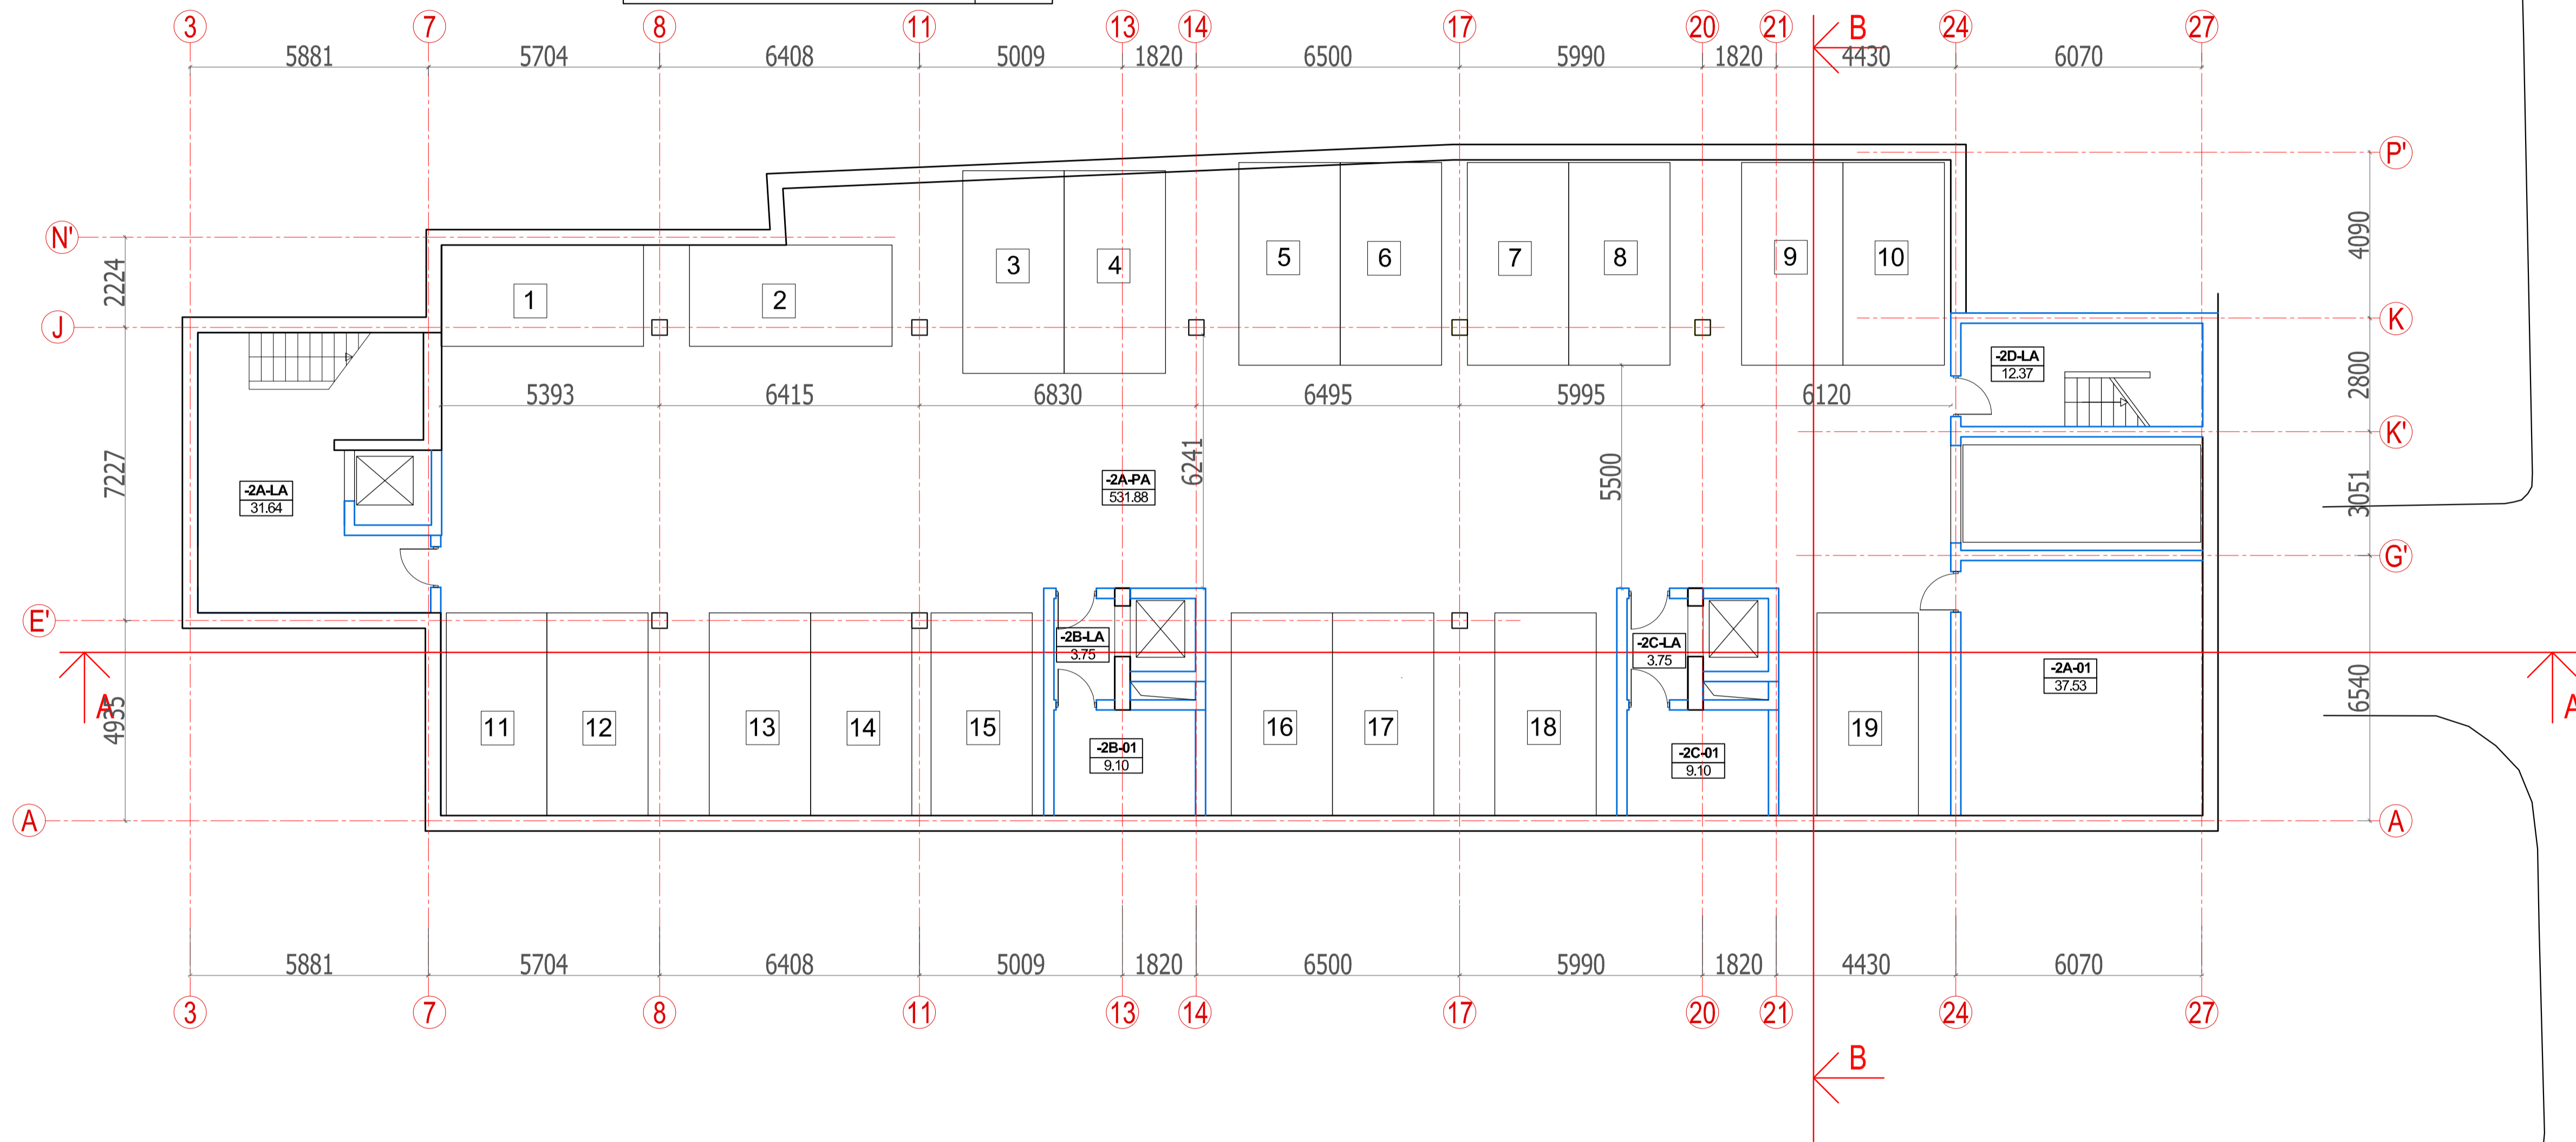 3 7 8 11 13 14 17 20 21 B 24 27
5881 5704 6408 5009 1820 6500 5990 1820 4430 6070
P'
N'
4090
2224
3 4 5 6 7 8 9 10
1 2
J
K
-2D-LA
12.37
2800
5393 6415 6830 6495 5995 6120
K'
7227
6241
5500
3051
-2A-LA
31.64
-2A-PA
531.88
G'
E'
-2B-LA
3.75
-2C-LA
3.75
-2A-01
37.53
A
A
4935
6540
11 12 13 14 15 16 17 18 19
-2B-01
9.10
-2C-01
9.10
A
A
5881 5704 6408 5009 1820 6500 5990 1820 4430 6070
3 7 8 11 13 14 17 20 21 24 27
B